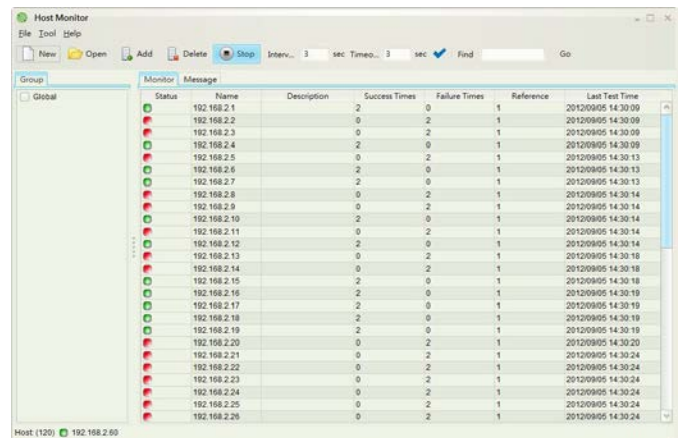 Host Monitor
File Tool Help
New Open Add Delete Stop Interv... 3 sec Timeo... 3 sec Find Go
Group Monitor Message
Global
Status Name Description Success Times Failure Times Reference Last Test Time
192.168.2.1 2 0 1 2012/09/05 14:30:09
192.168.2.2 0 2 1 2012/09/05 14:30:09
192.168.2.3 0 2 1 2012/09/05 14:30:09
192.168.2.4 2 0 1 2012/09/05 14:30:09
192.168.2.5 0 2 1 2012/09/05 14:30:13
192.168.2.6 2 0 1 2012/09/05 14:30:13
192.168.2.7 2 0 1 2012/09/05 14:30:13
192.168.2.8 0 2 1 2012/09/05 14:30:14
192.168.2.9 0 2 1 2012/09/05 14:30:14
192.168.2.10 2 0 1 2012/09/05 14:30:14
192.168.2.11 0 2 1 2012/09/05 14:30:14
192.168.2.12 2 0 1 2012/09/05 14:30:14
192.168.2.13 0 2 1 2012/09/05 14:30:18
192.168.2.14 0 2 1 2012/09/05 14:30:18
192.168.2.15 2 0 1 2012/09/05 14:30:18
192.168.2.16 2 0 1 2012/09/05 14:30:19
192.168.2.17 2 0 1 2012/09/05 14:30:19
192.168.2.18 2 0 1 2012/09/05 14:30:19
192.168.2.19 2 0 1 2012/09/05 14:30:19
192.168.2.20 0 2 1 2012/09/05 14:30:20
192.168.2.21 0 2 1 2012/09/05 14:30:24
192.168.2.22 0 2 1 2012/09/05 14:30:24
192.168.2.23 0 2 1 2012/09/05 14:30:24
192.168.2.24 0 2 1 2012/09/05 14:30:24
192.168.2.25 0 2 1 2012/09/05 14:30:24
192.168.2.26 0 2 1 2012/09/05 14:30:24
Host (120) 192.168.2.60